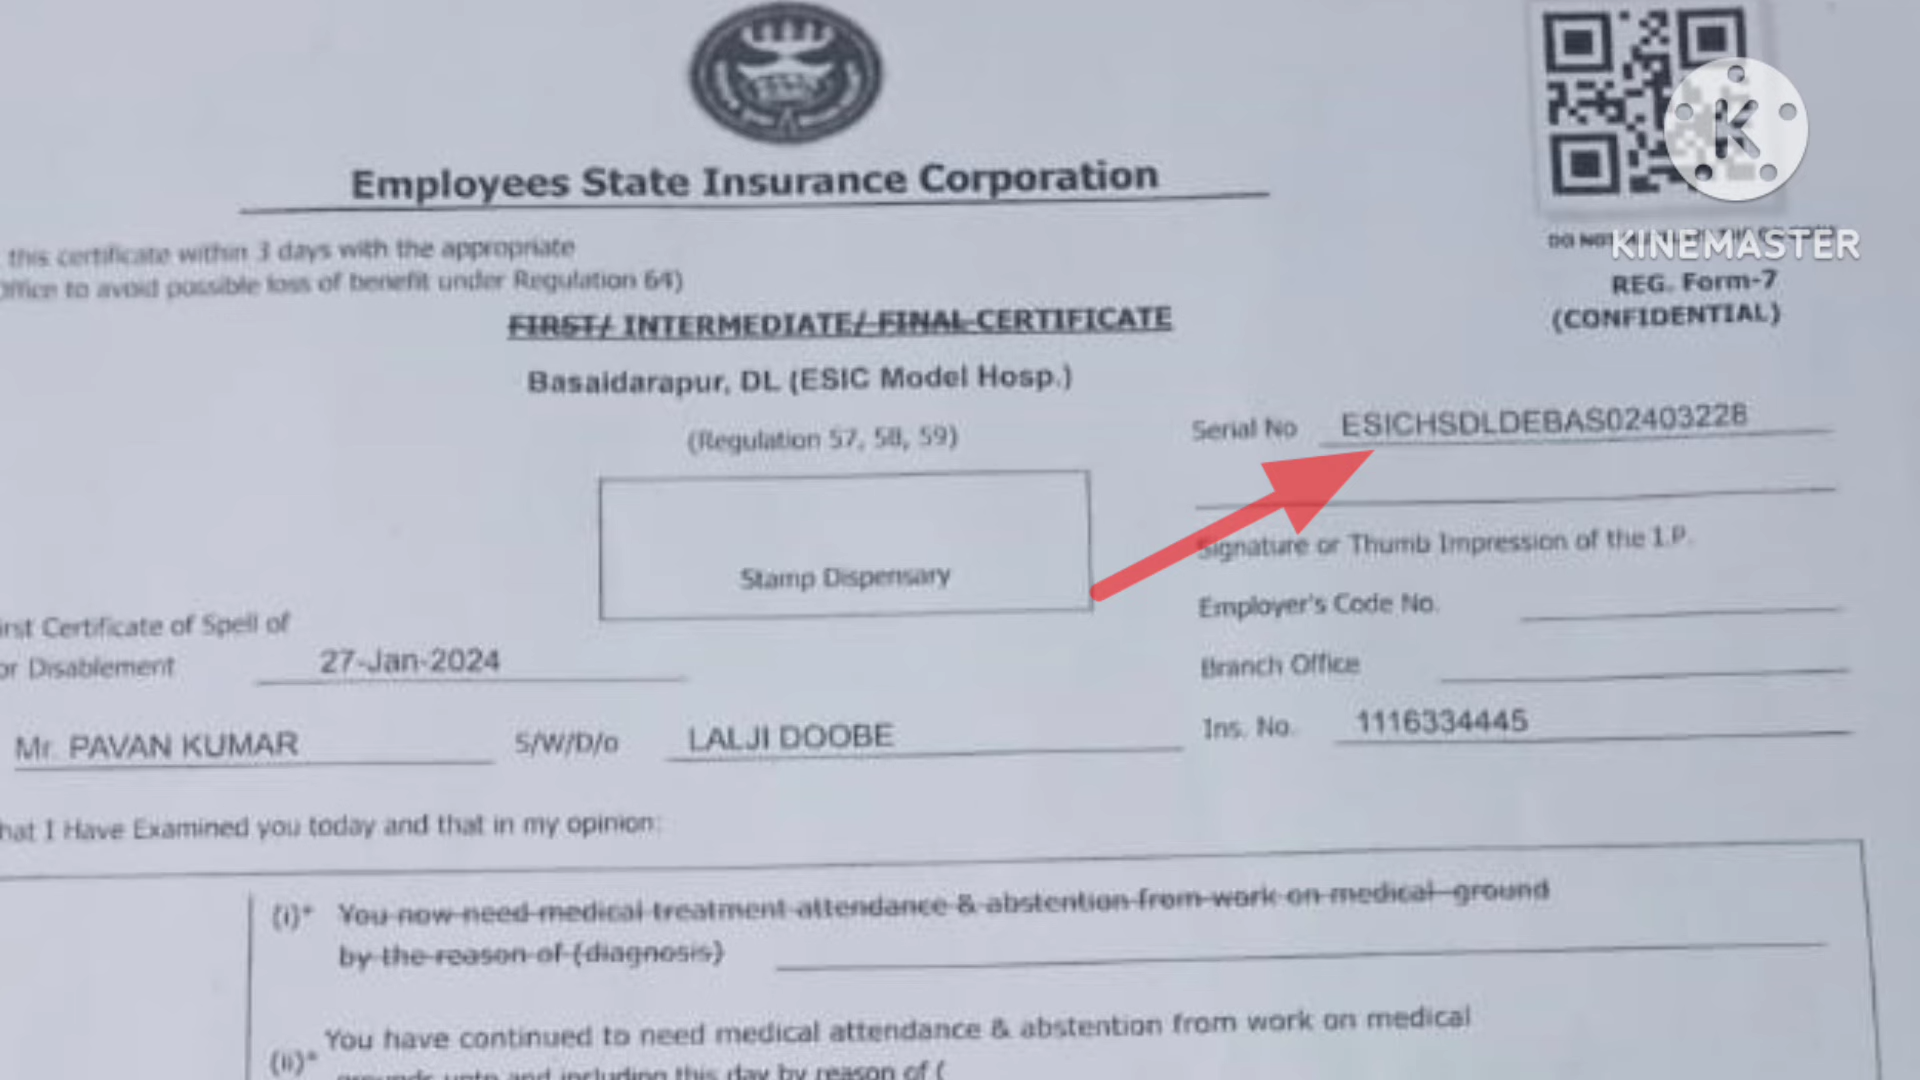 Employees State Insurance Corporation
this certificate within 3 days with the appropriate
Office to avoid possible loss of benefit under Regulation 64)
DO NOT
KINEMASTER
REG. Form-7
(CONFIDENTIAL)
FIRST/ INTERMEDIATE/ FINAL CERTIFICATE
Basaidarapur, DL (ESIC Model Hosp.)
(Regulation 57, 58, 59)
Serial No ESICHSDLDEBAS02403228
Stamp Dispensary
Signature or Thumb Impression of the I.P.
Employer's Code No.
irst Certificate of Spell of
or Disablement 27-Jan-2024
Branch Office
Mr. PAVAN KUMAR S/W/D/o LALJI DOOBE Ins. No. 1116334445
hat I Have Examined you today and that in my opinion:
(i)* You now need medical treatment attendance & abstention from work on medical ground
by the reason of (diagnosis)
(ii)* You have continued to need medical attendance & abstention from work on medical
grounds upto and including this day by reason of (